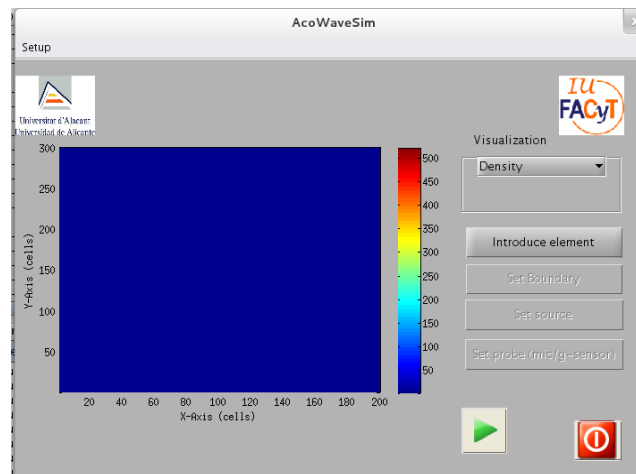 AcoWaveSim
Setup
Universitat d'Alacant
Universidad de Alicante
IU
FACyT
Visualization
Density
300
250
200
150
100
50
Y-Axis (cells)
20 40 60 80 100 120 140 160 180 200
X-Axis (cells)
500
450
400
350
300
250
200
150
100
50
Introduce element
Set Boundary
Set source
Set probe (mic/g-sensor)